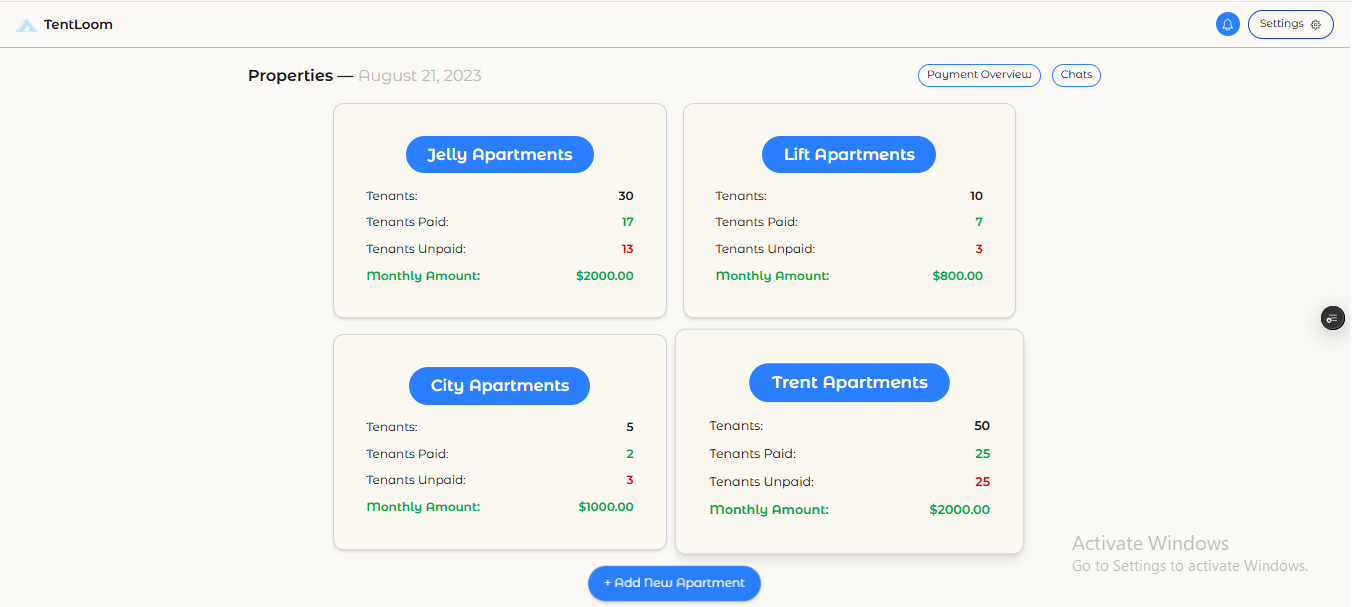 TentLoom
Settings
Properties — August 21, 2023
Payment Overview
Chats
Jelly Apartments
Tenants: 30
Tenants Paid: 17
Tenants Unpaid: 13
Monthly Amount: $2000.00
Lift Apartments
Tenants: 10
Tenants Paid: 7
Tenants Unpaid: 3
Monthly Amount: $800.00
City Apartments
Tenants: 5
Tenants Paid: 2
Tenants Unpaid: 3
Monthly Amount: $1000.00
Trent Apartments
Tenants: 50
Tenants Paid: 25
Tenants Unpaid: 25
Monthly Amount: $2000.00
+ Add New Apartment
Activate Windows
Go to Settings to activate Windows.